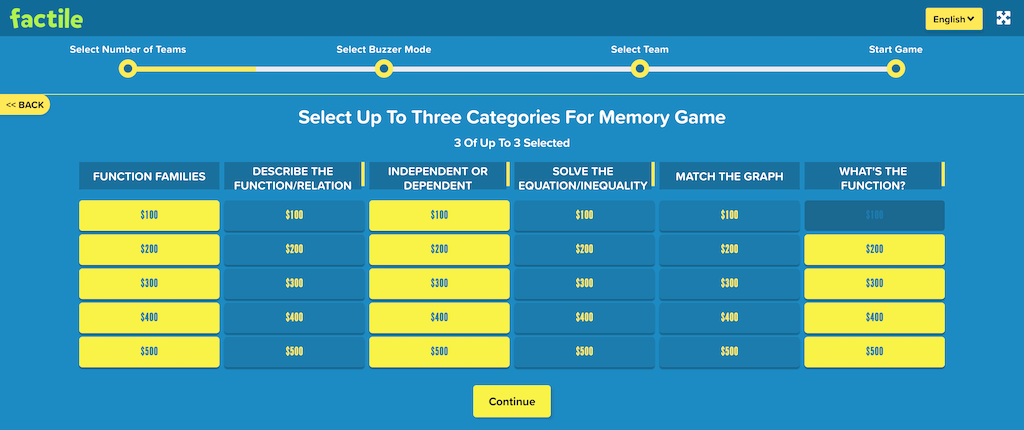 factile
English
Select Number of Teams
Select Buzzer Mode
Select Team
Start Game
<< BACK
Select Up To Three Categories For Memory Game
3 Of Up To 3 Selected
FUNCTION FAMILIES
DESCRIBE THE
FUNCTION/RELATION
INDEPENDENT OR
DEPENDENT
SOLVE THE
EQUATION/INEQUALITY
MATCH THE GRAPH
WHAT'S THE
FUNCTION?
$100 $100 $100 $100 $100 $100
$200 $200 $200 $200 $200 $200
$300 $300 $300 $300 $300 $300
$400 $400 $400 $400 $400 $400
$500 $500 $500 $500 $500 $500
Continue